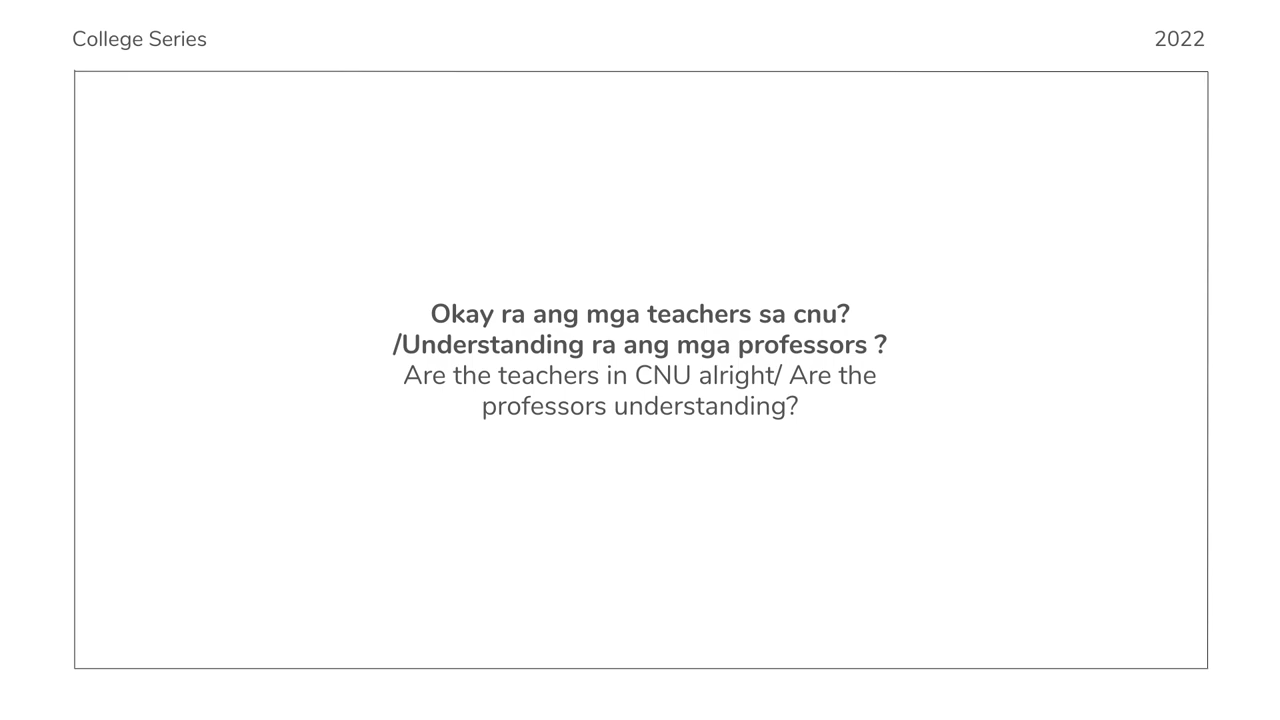 College Series
2022
Okay ra ang mga teachers sa cnu?
/Understanding ra ang mga professors ?
Are the teachers in CNU alright/ Are the
professors understanding?